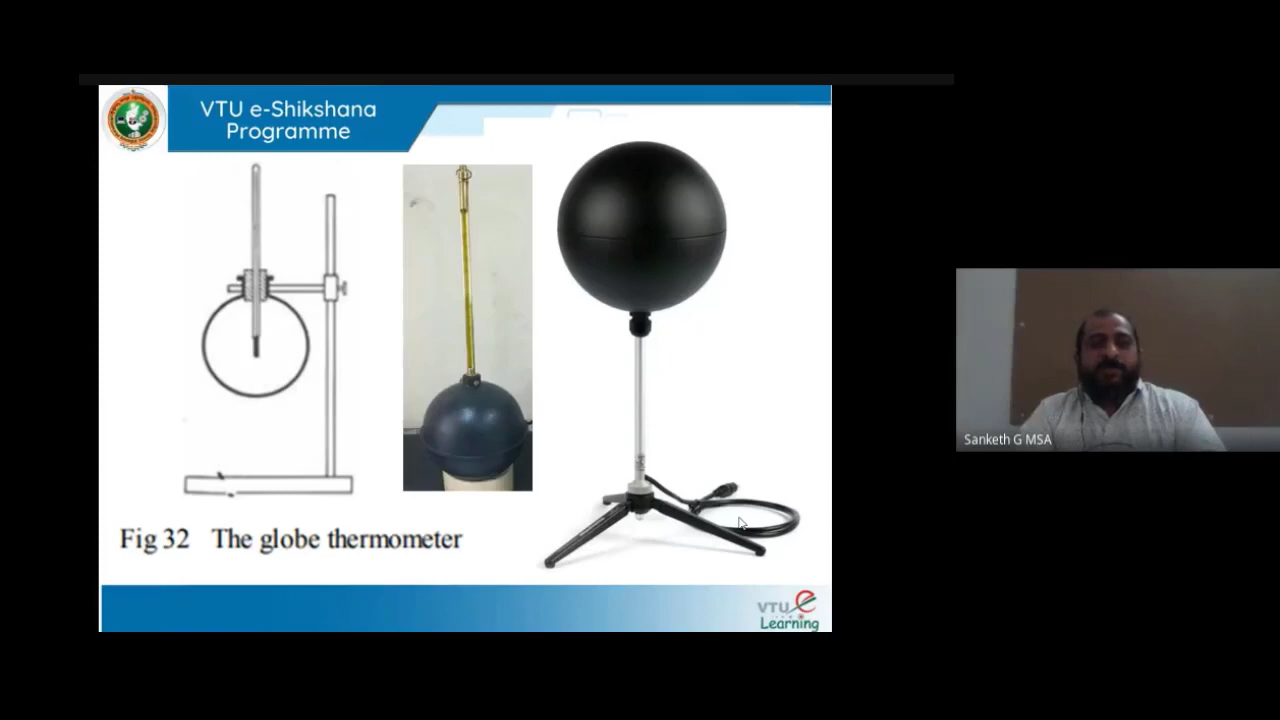 VTU e-Shikshana
Programme
Fig 32 The globe thermometer
Sanketh G MSA
VTU e
Learning